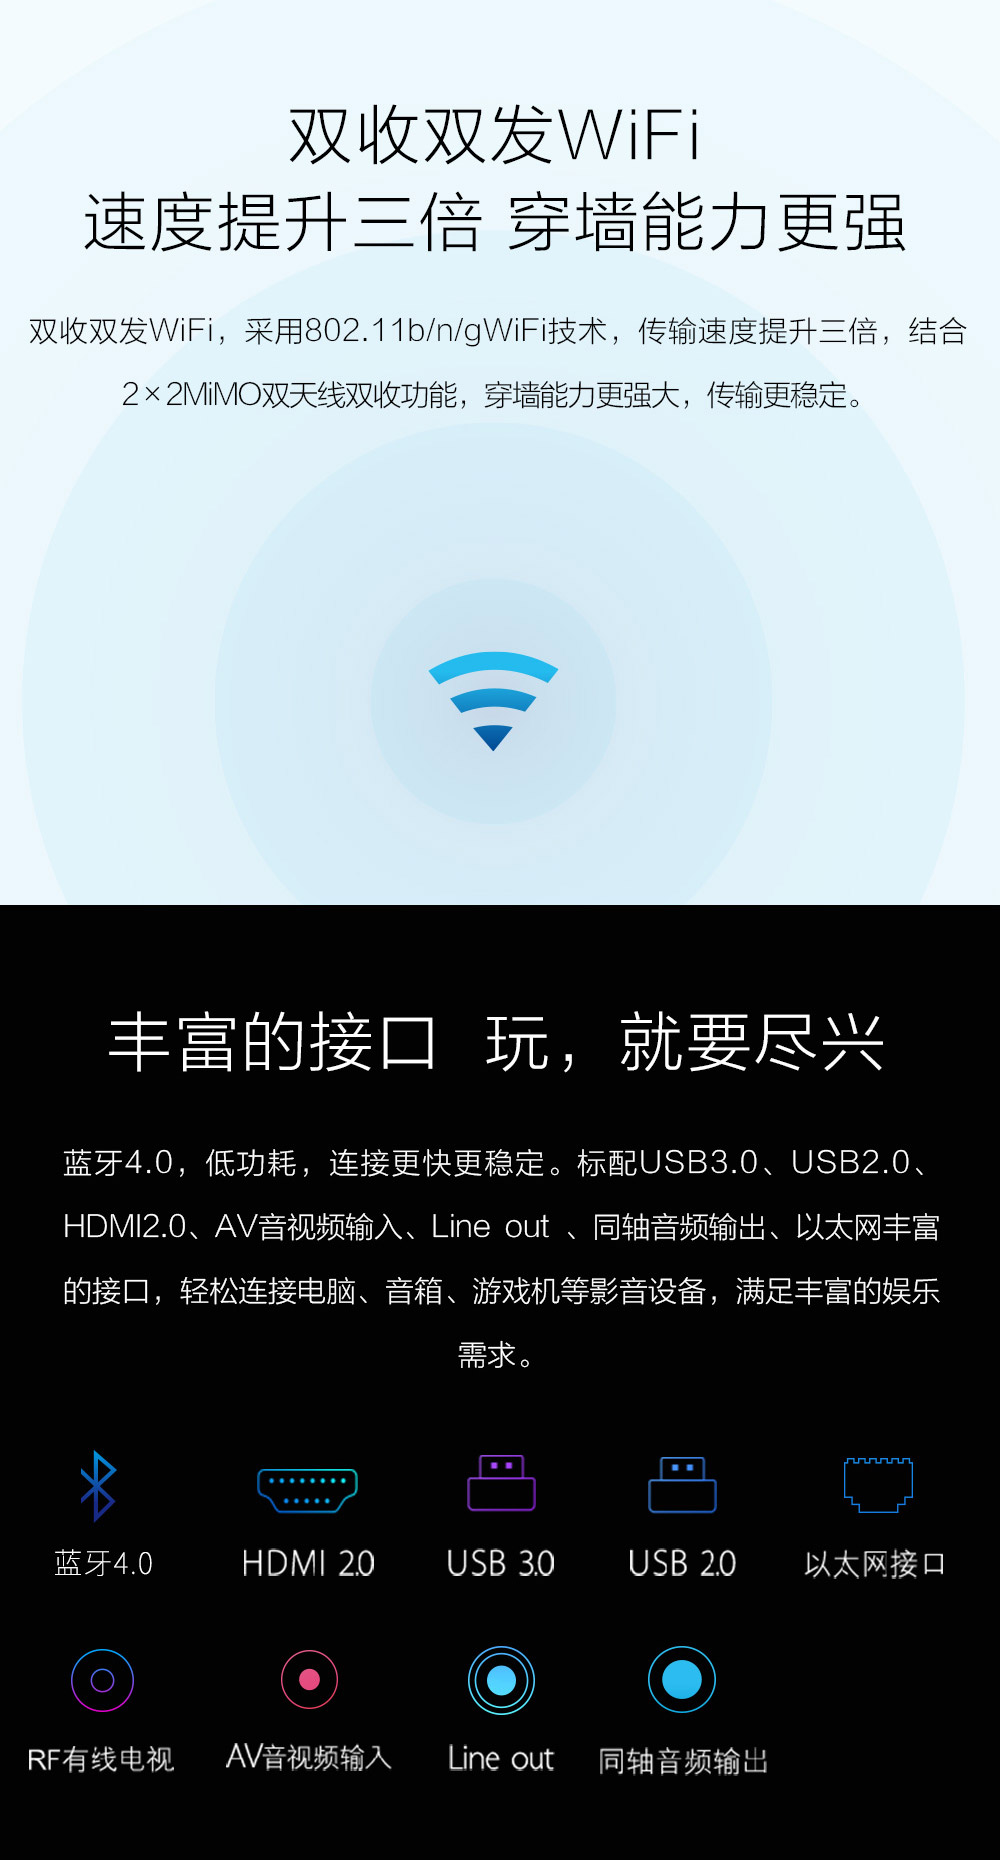 双收双发WiFi
速度提升三倍 穿墙能力更强
双收双发WiFi，采用802.11b/n/gWiFi技术，传输速度提升三倍，结合
2×2MiMO双天线双收功能，穿墙能力更强大，传输更稳定。
丰富的接口 玩，就要尽兴
蓝牙4.0，低功耗，连接更快更稳定。标配USB3.0、USB2.0、
HDMI2.0、AV音视频输入、Line out 、同轴音频输出、以太网丰富
的接口，轻松连接电脑、音箱、游戏机等影音设备，满足丰富的娱乐
需求。
蓝牙4.0
HDMI 2.0
USB 3.0
USB 2.0
以太网接口
RF有线电视
AV音视频输入
Line out
同轴音频输出